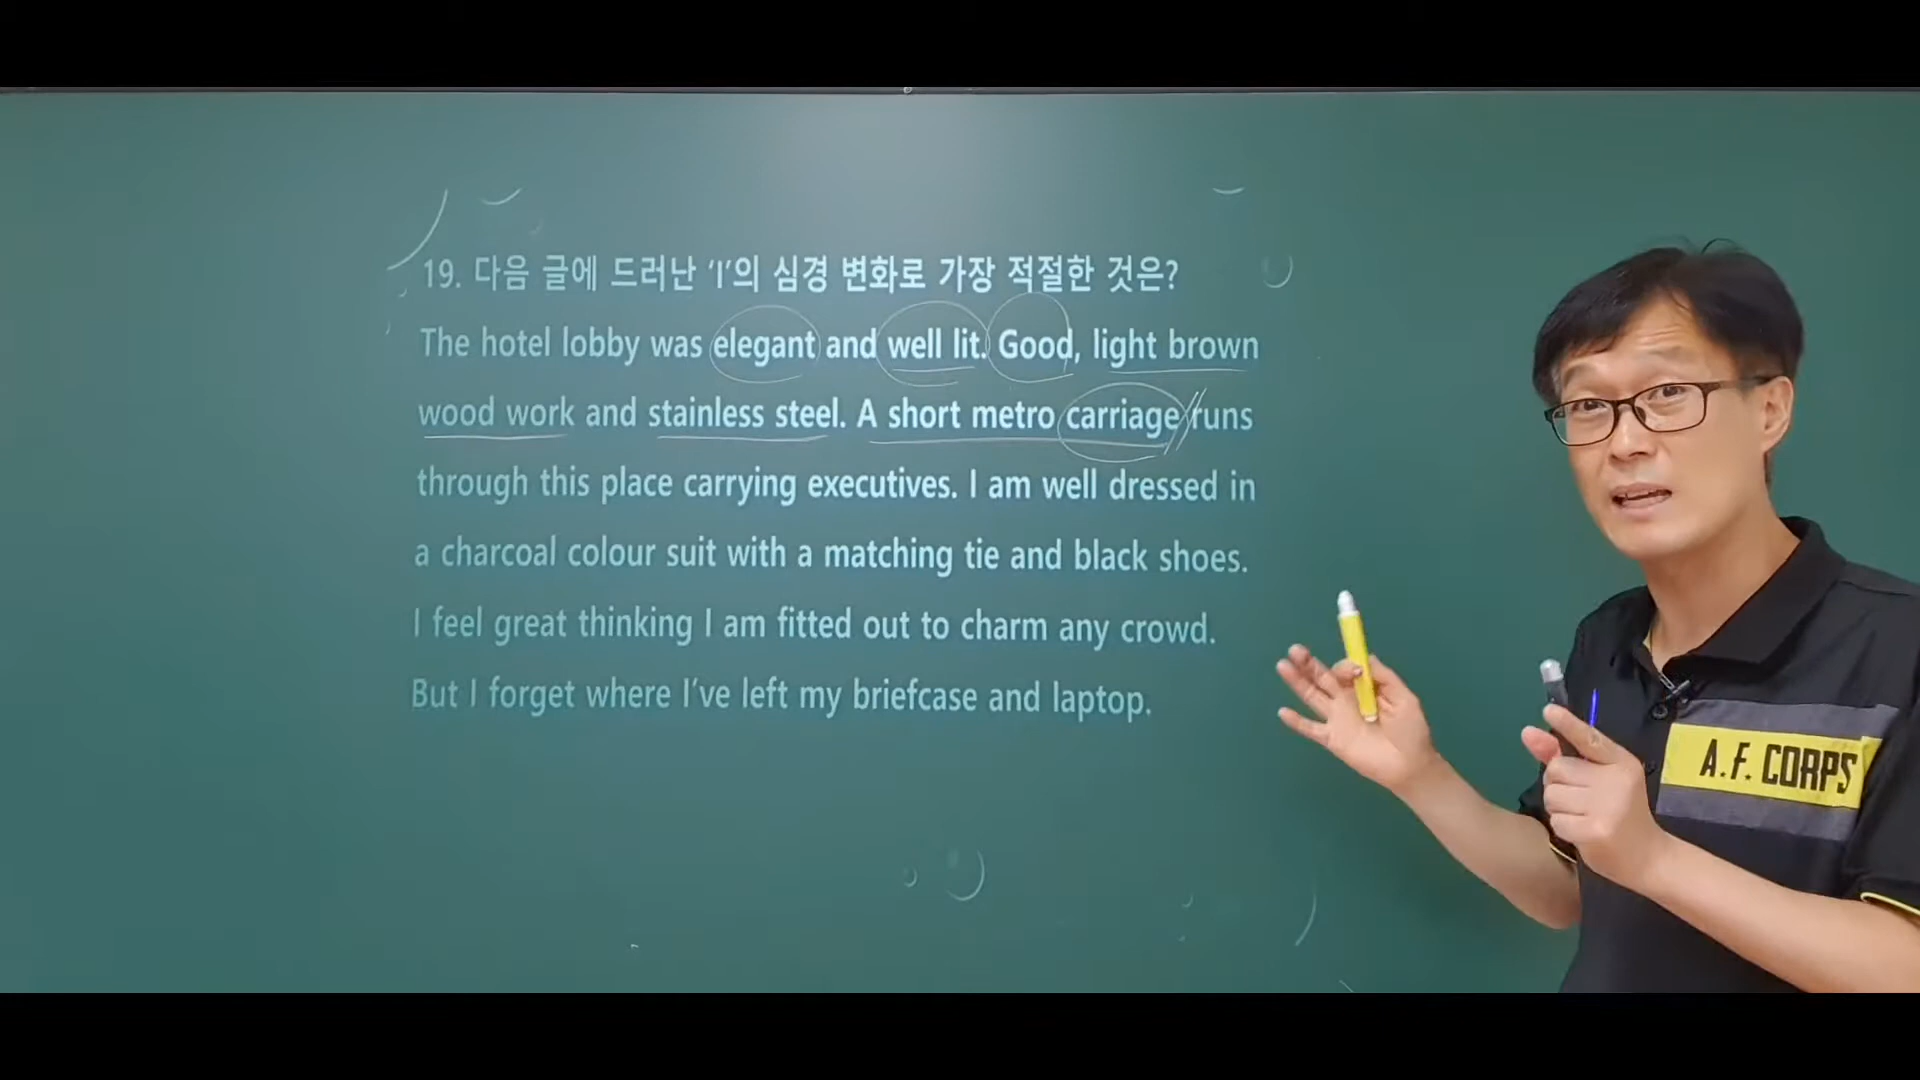 19. 다음 글에 드러난 ‘I’의 심경 변화로 가장 적절한 것은?
The hotel lobby was elegant and well lit. Good, light brown
wood work and stainless steel. A short metro carriage runs
through this place carrying executives. I am well dressed in
a charcoal colour suit with a matching tie and black shoes.
I feel great thinking I am fitted out to charm any crowd.
But I forget where I’ve left my briefcase and laptop.
A.F. CORPS